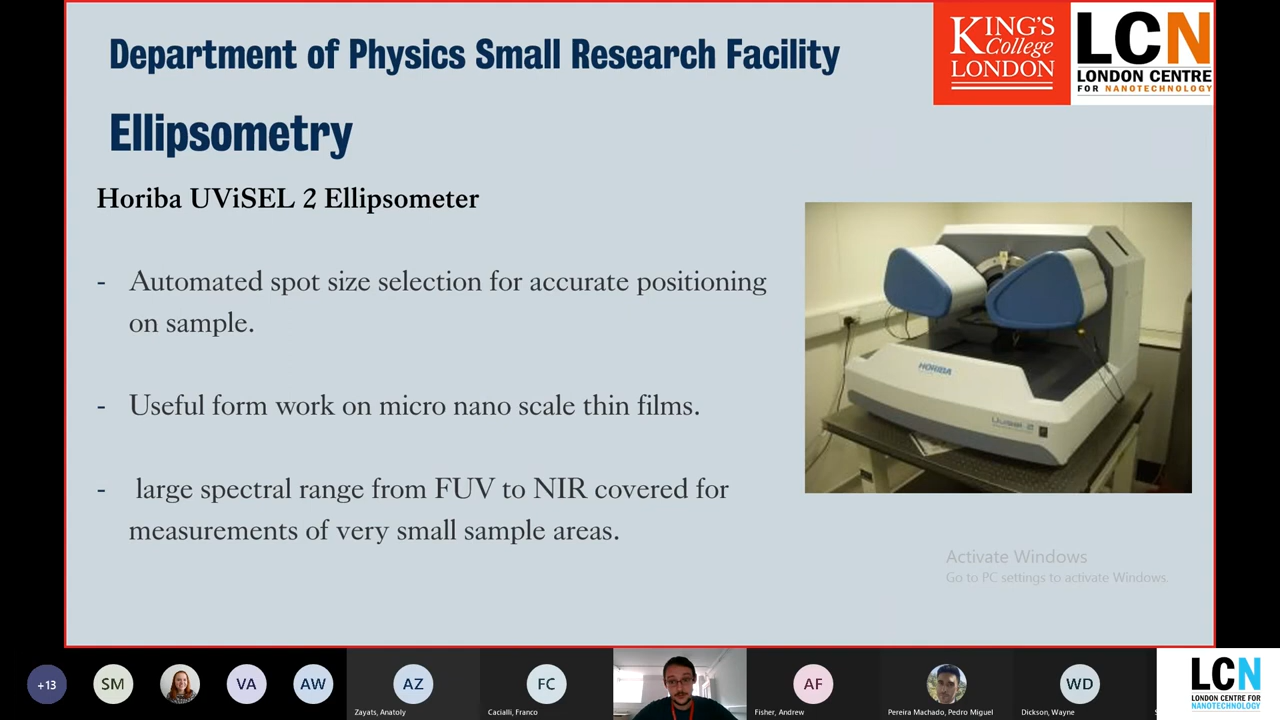 Department of Physics Small Research Facility
KING'S
College
LONDON
LCN
LONDON CENTRE
FOR NANOTECHNOLOGY
Ellipsometry
Horiba UViSEL 2 Ellipsometer
- Automated spot size selection for accurate positioning
on sample.
- Useful form work on micro nano scale thin films.
- large spectral range from FUV to NIR covered for
measurements of very small sample areas.
HORIBA
UVISEL 2
Activate Windows
Go to PC settings to activate Windows.
+13
SM
VA
AW
AZ
Zayats, Anatoly
FC
Cacialli, Franco
AF
Fisher, Andrew
Pereira Machado, Pedro Miguel
WD
Dickson, Wayne
LCN
LONDON CENTRE FOR
NANOTECHNOLOGY